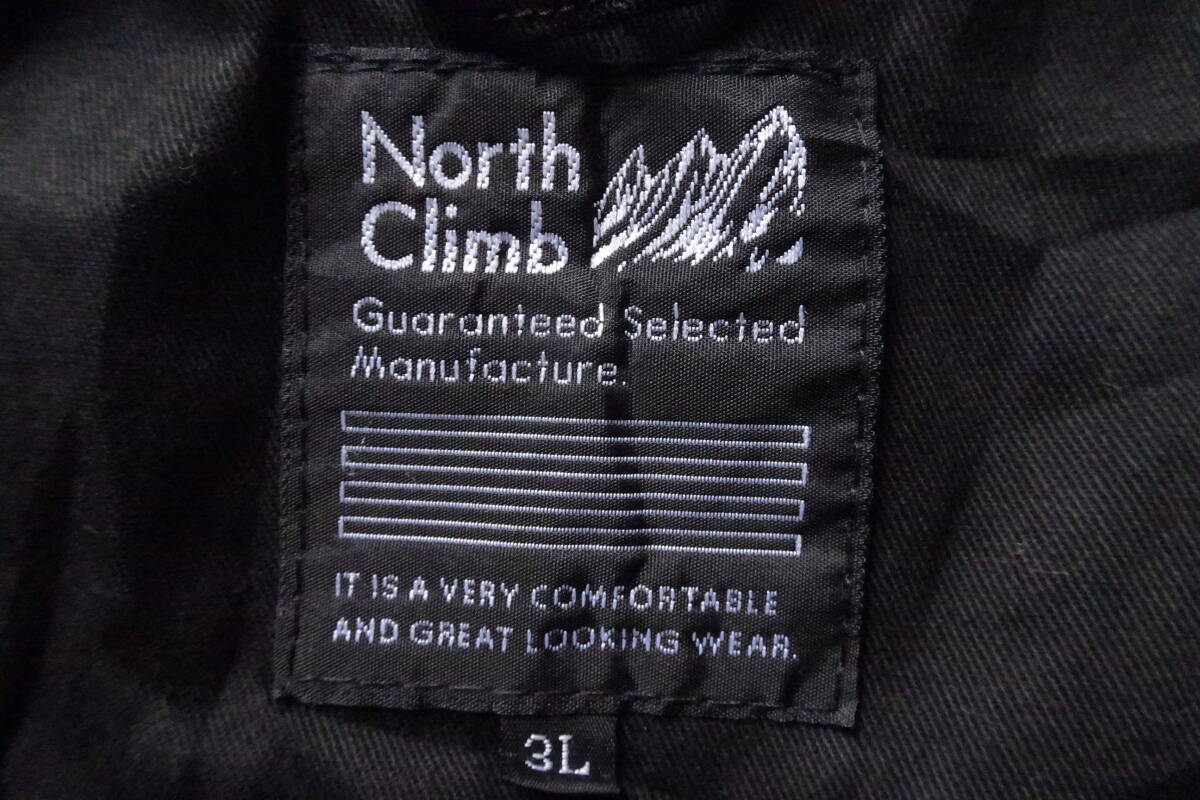 North
Climb
Guaranteed Selected
Manufacture.
IT IS A VERY COMFORTABLE
AND GREAT LOOKING WEAR.
3L